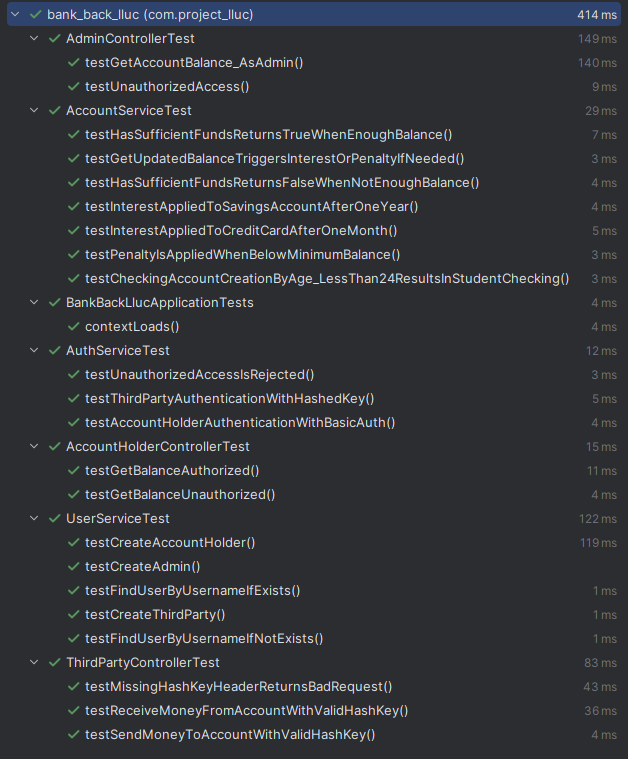 bank_back_lluc (com.project_lluc) 414 ms
AdminControllerTest 149 ms
testGetAccountBalance_AsAdmin() 140 ms
testUnauthorizedAccess() 9 ms
AccountServiceTest 29 ms
testHasSufficientFundsReturnsTrueWhenEnoughBalance() 7 ms
testGetUpdatedBalanceTriggersInterestOrPenaltyIfNeeded() 3 ms
testHasSufficientFundsReturnsFalseWhenNotEnoughBalance() 4 ms
testInterestAppliedToSavingsAccountAfterOneYear() 4 ms
testInterestAppliedToCreditCardAfterOneMonth() 5 ms
testPenaltyIsAppliedWhenBelowMinimumBalance() 3 ms
testCheckingAccountCreationByAge_LessThan24ResultsInStudentChecking() 3 ms
BankBackLlucApplicationTests 4 ms
contextLoads() 4 ms
AuthServiceTest 12 ms
testUnauthorizedAccessIsRejected() 3 ms
testThirdPartyAuthenticationWithHashedKey() 5 ms
testAccountHolderAuthenticationWithBasicAuth() 4 ms
AccountHolderControllerTest 15 ms
testGetBalanceAuthorized() 11 ms
testGetBalanceUnauthorized() 4 ms
UserServiceTest 122 ms
testCreateAccountHolder() 119 ms
testCreateAdmin()
testFindUserByUsernameIfExists() 1 ms
testCreateThirdParty() 1 ms
testFindUserByUsernameIfNotExists() 1 ms
ThirdPartyControllerTest 83 ms
testMissingHashKeyHeaderReturnsBadRequest() 43 ms
testReceiveMoneyFromAccountWithValidHashKey() 36 ms
testSendMoneyToAccountWithValidHashKey() 4 ms